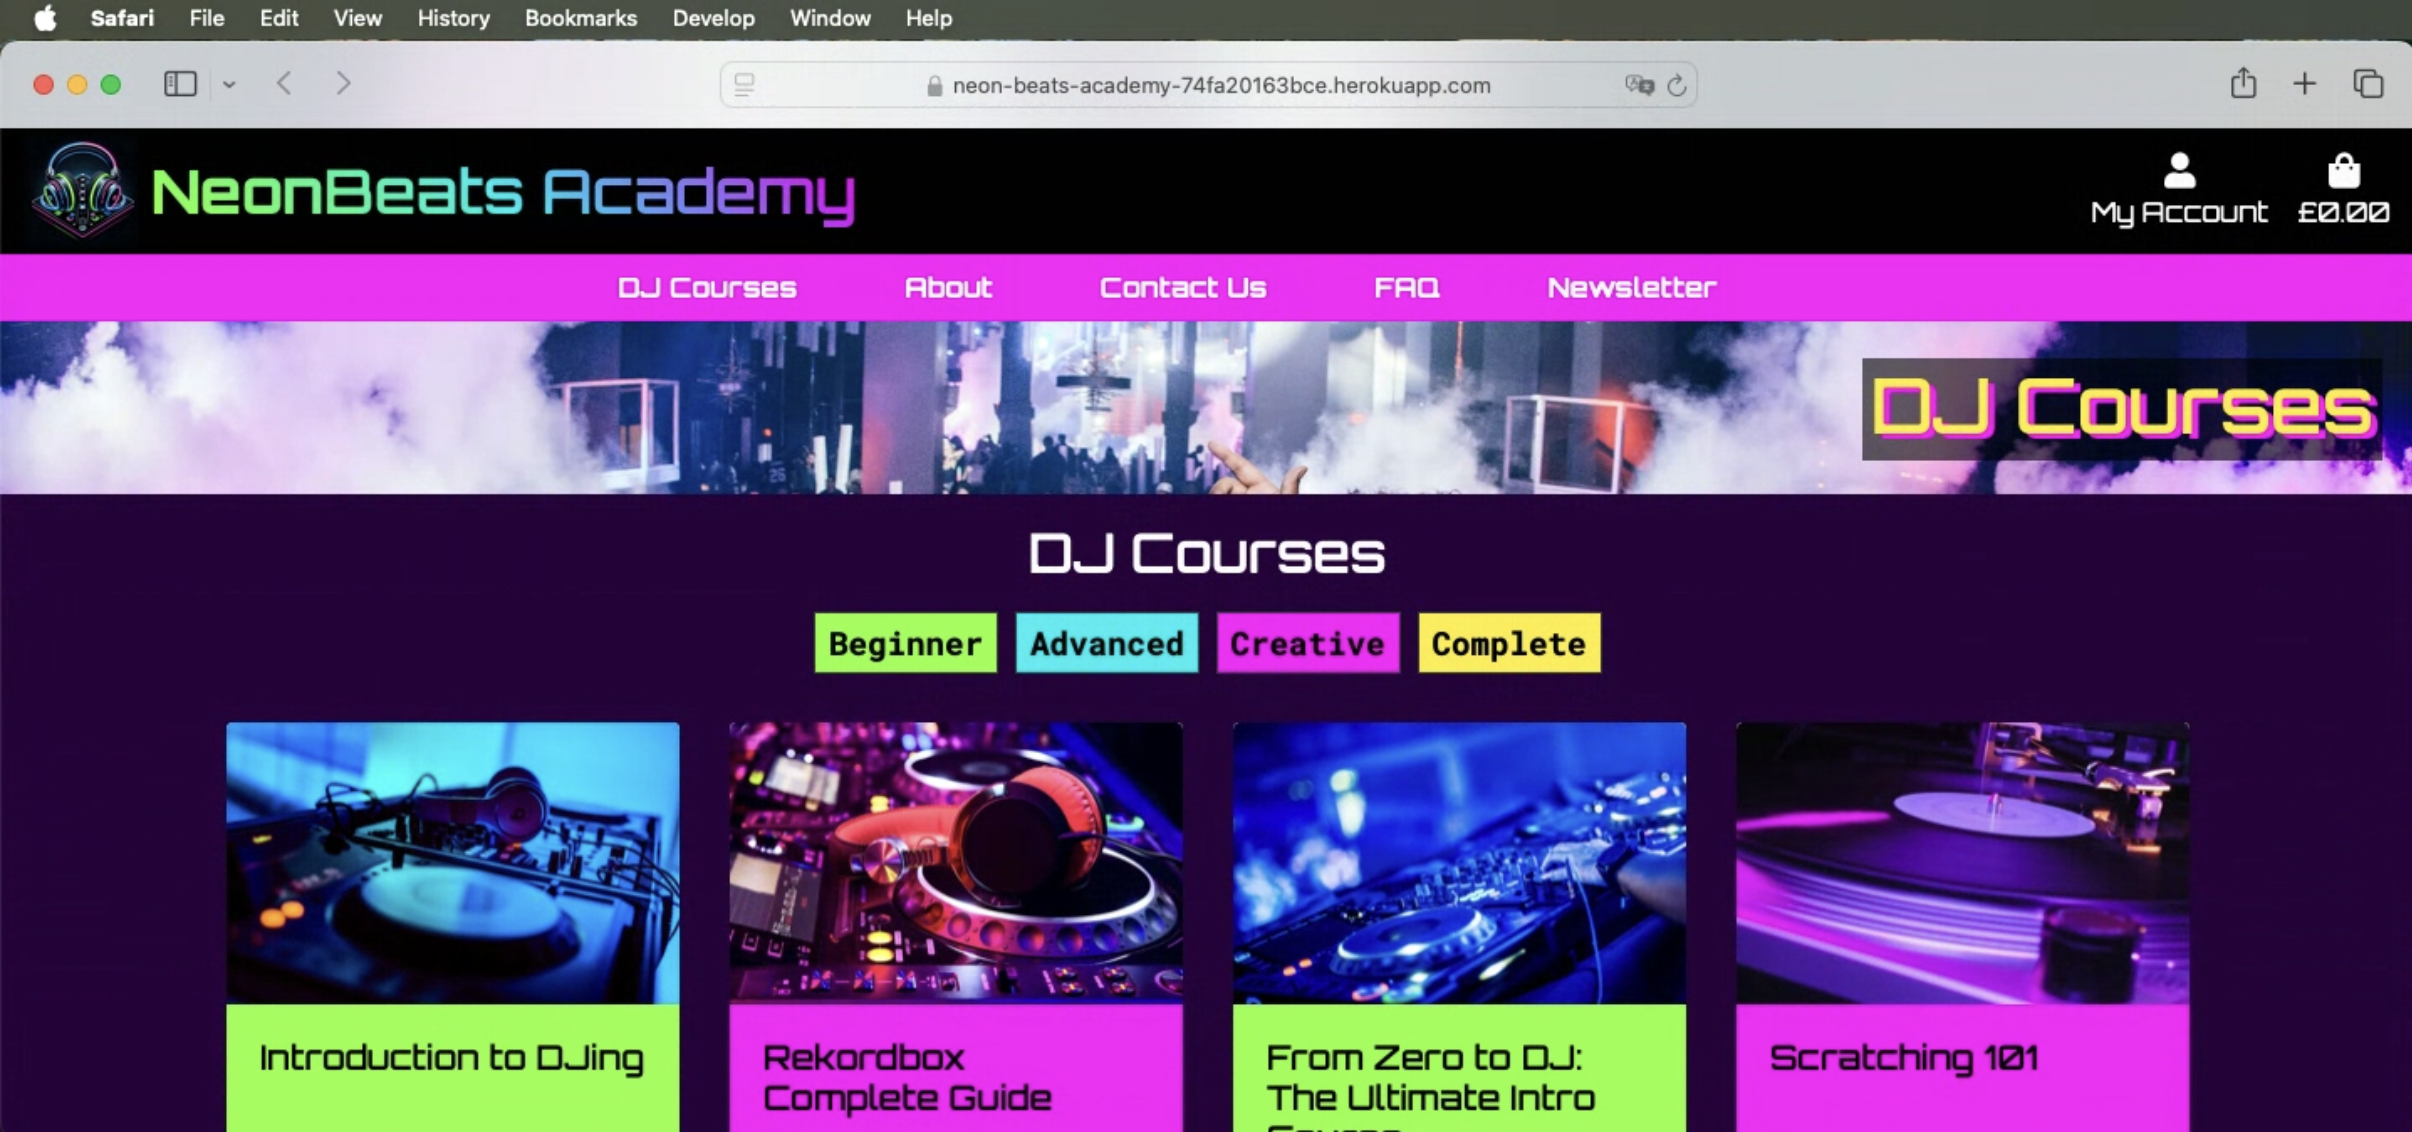 Safari File Edit View History Bookmarks Develop Window Help
neon-beats-academy-74fa20163bce.herokuapp.com
NeonBeats Academy
My Account £0.00
DJ Courses About Contact Us FAQ Newsletter
DJ Courses
DJ Courses
Beginner Advanced Creative Complete
Introduction to DJing
Rekordbox
Complete Guide
From Zero to DJ:
The Ultimate Intro
Scratching 101